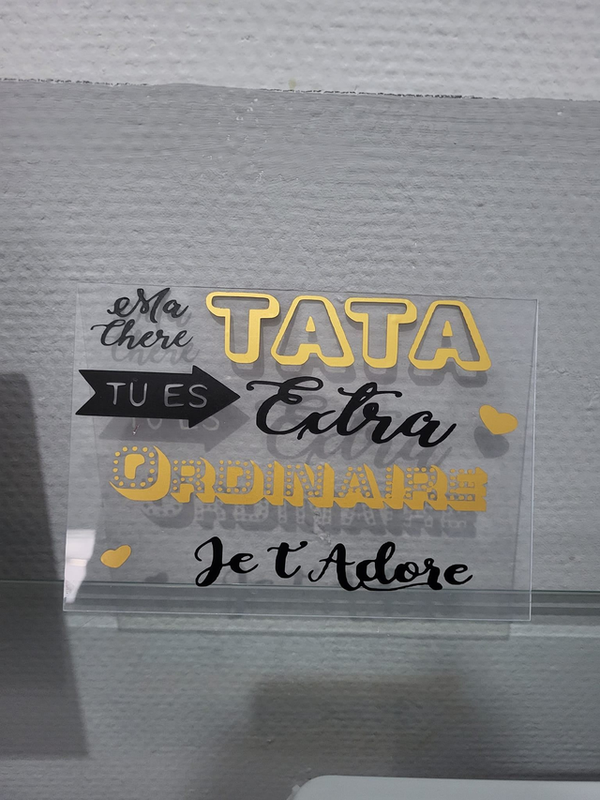 Ma Chere TATA
TU ES Extra
ORDINAIRE
Je t'Adore